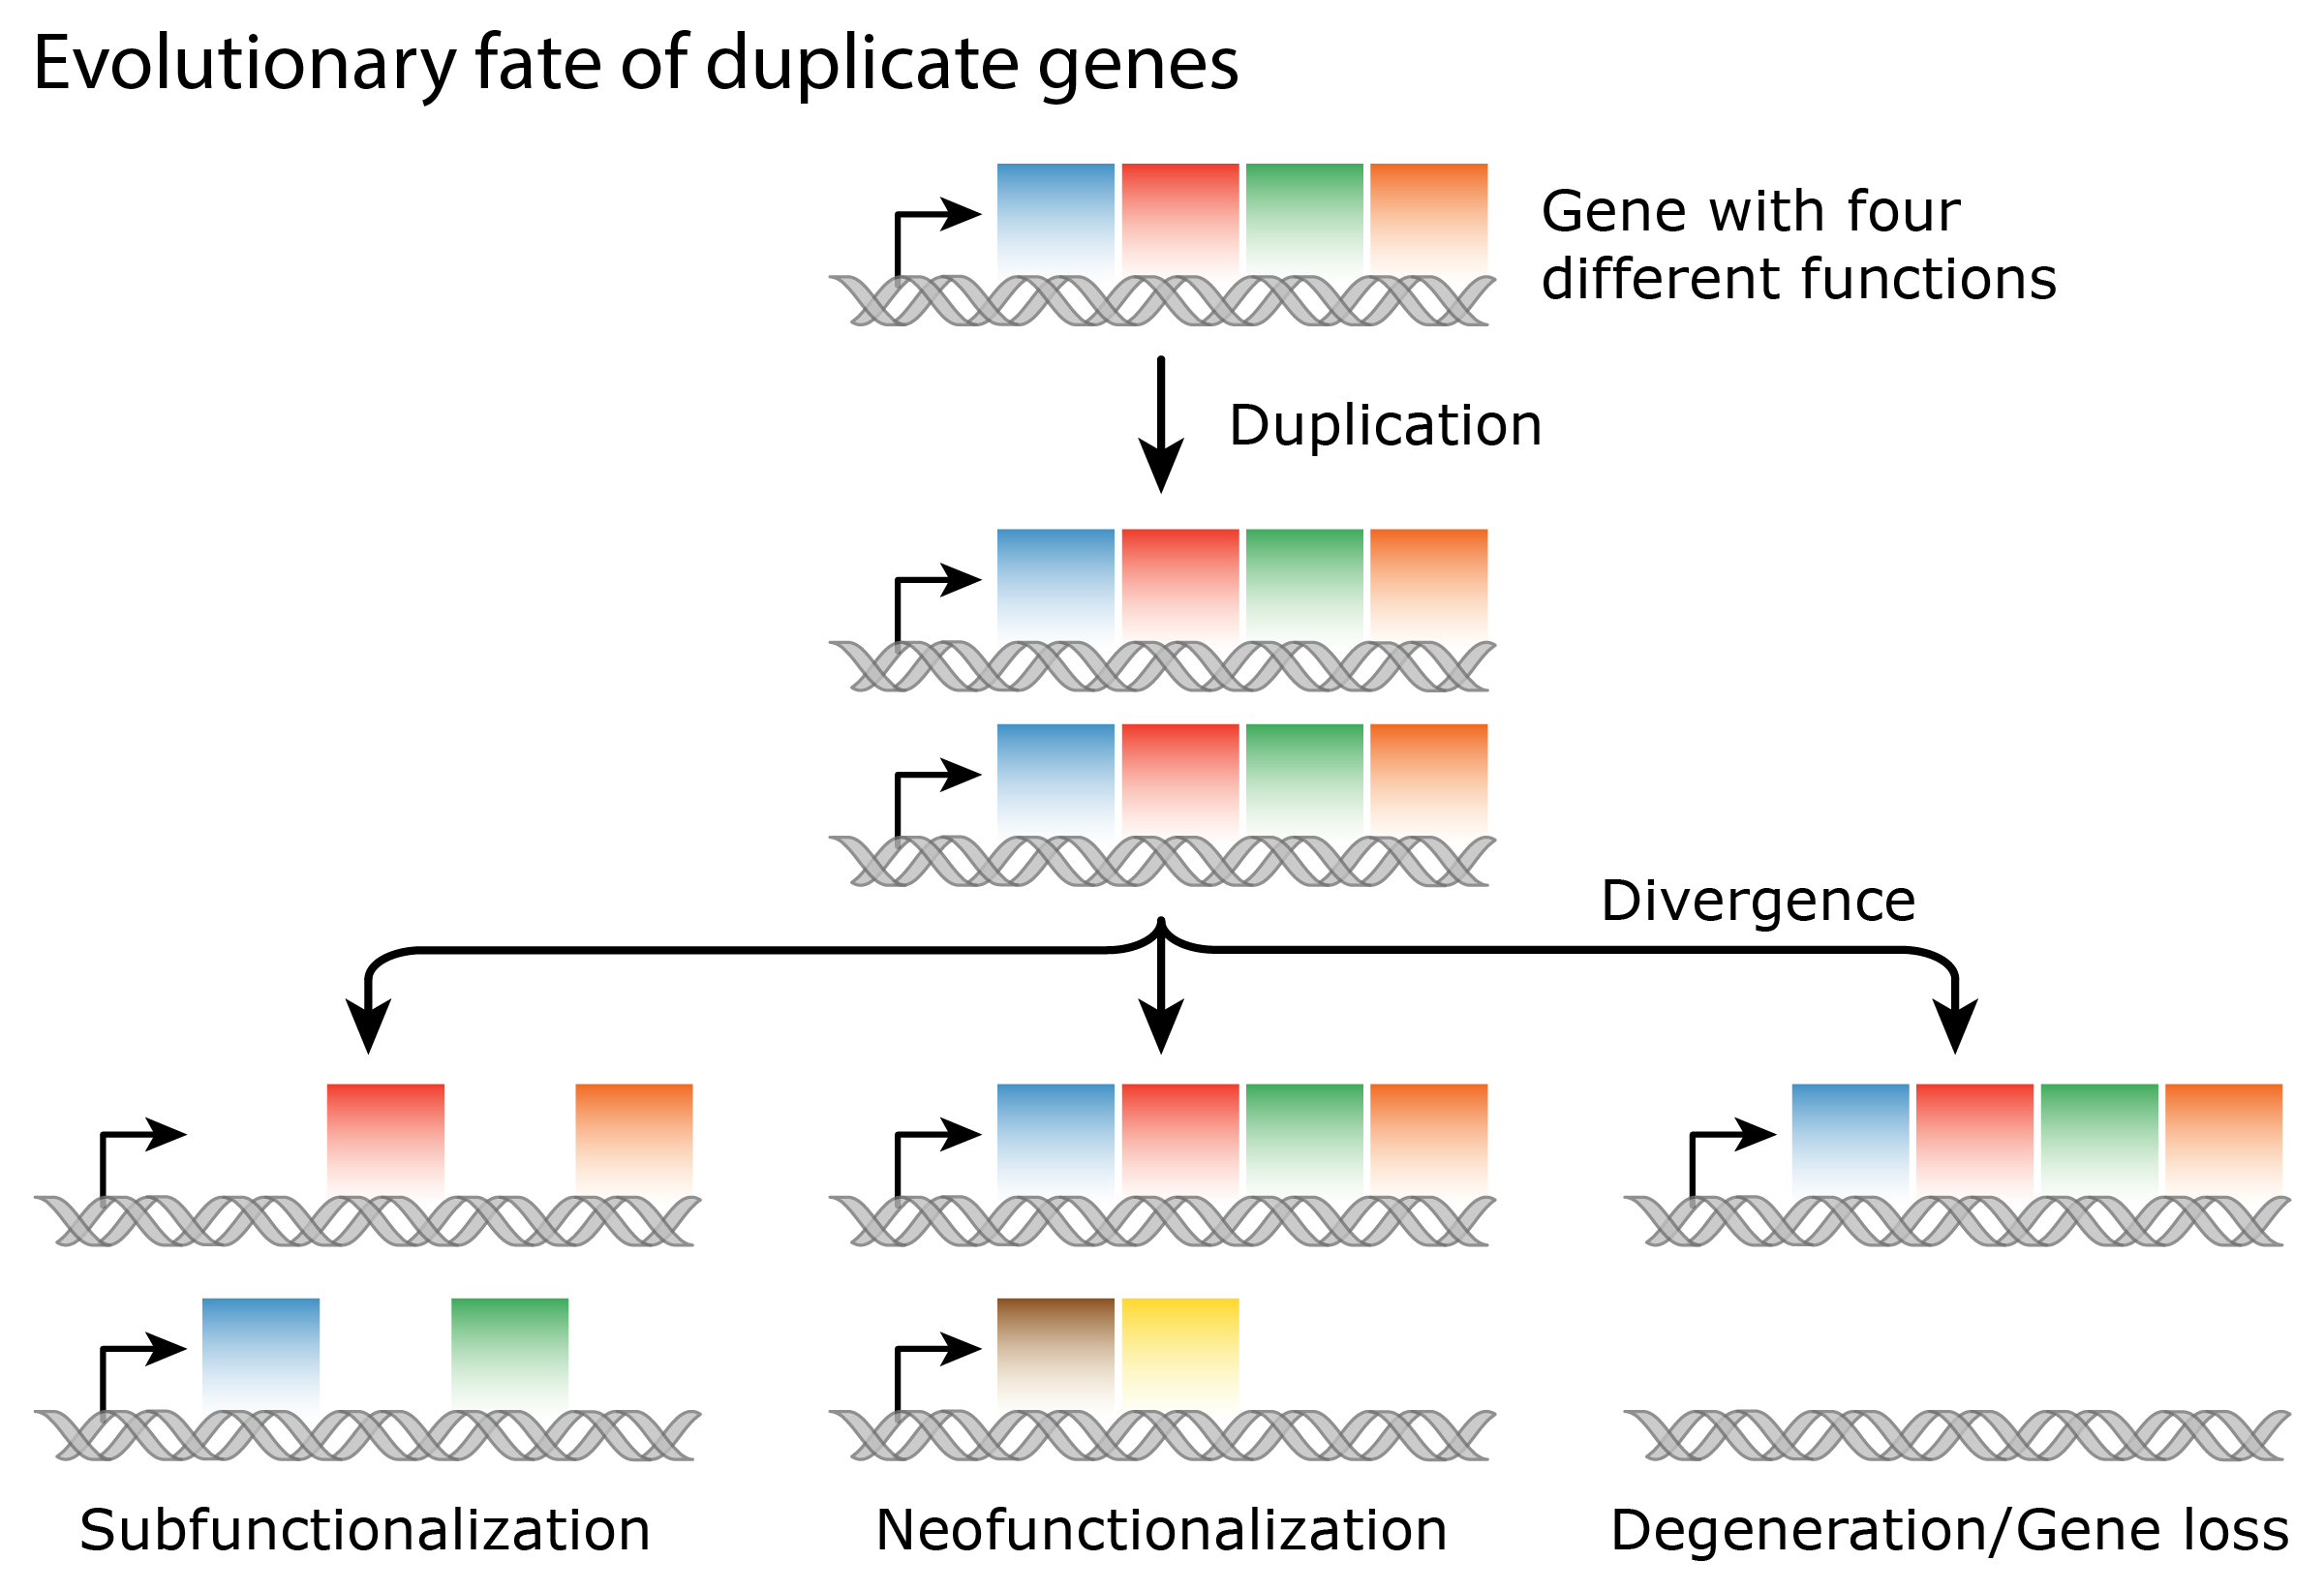 Evolutionary fate of duplicate genes
Gene with four
different functions
Duplication
Divergence
Subfunctionalization
Neofunctionalization
Degeneration/Gene loss